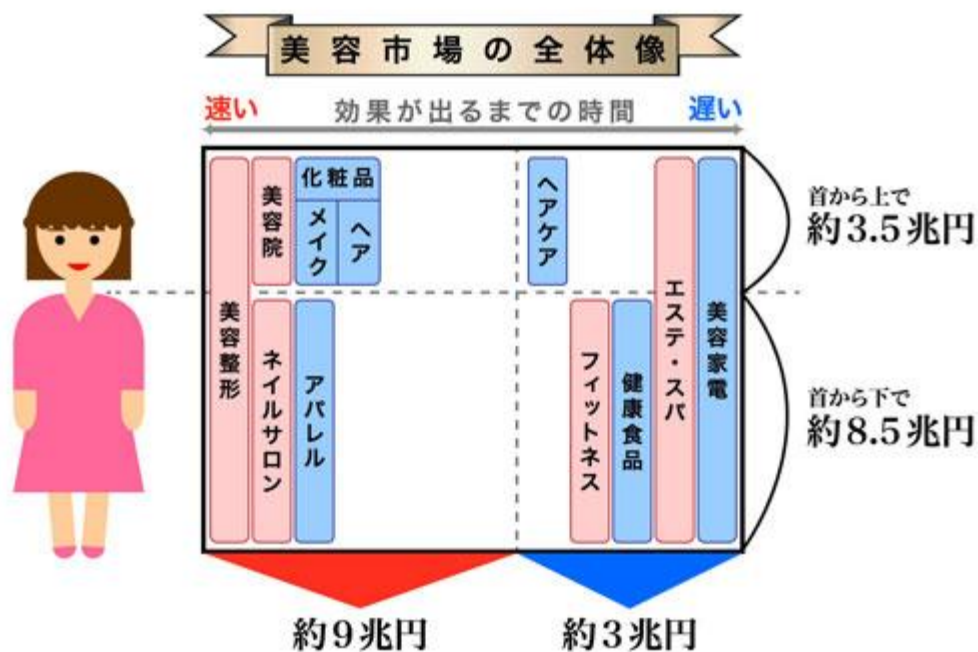 美容市場の全体像
速い
効果が出るまでの時間
遅い
美容整形
美容院
化粧品
メイク
ヘア
ネイルサロン
アパレル
ヘアケア
フィットネス
健康食品
エステ・スパ
美容家電
首から上で
約3.5兆円
首から下で
約8.5兆円
約9兆円
約3兆円